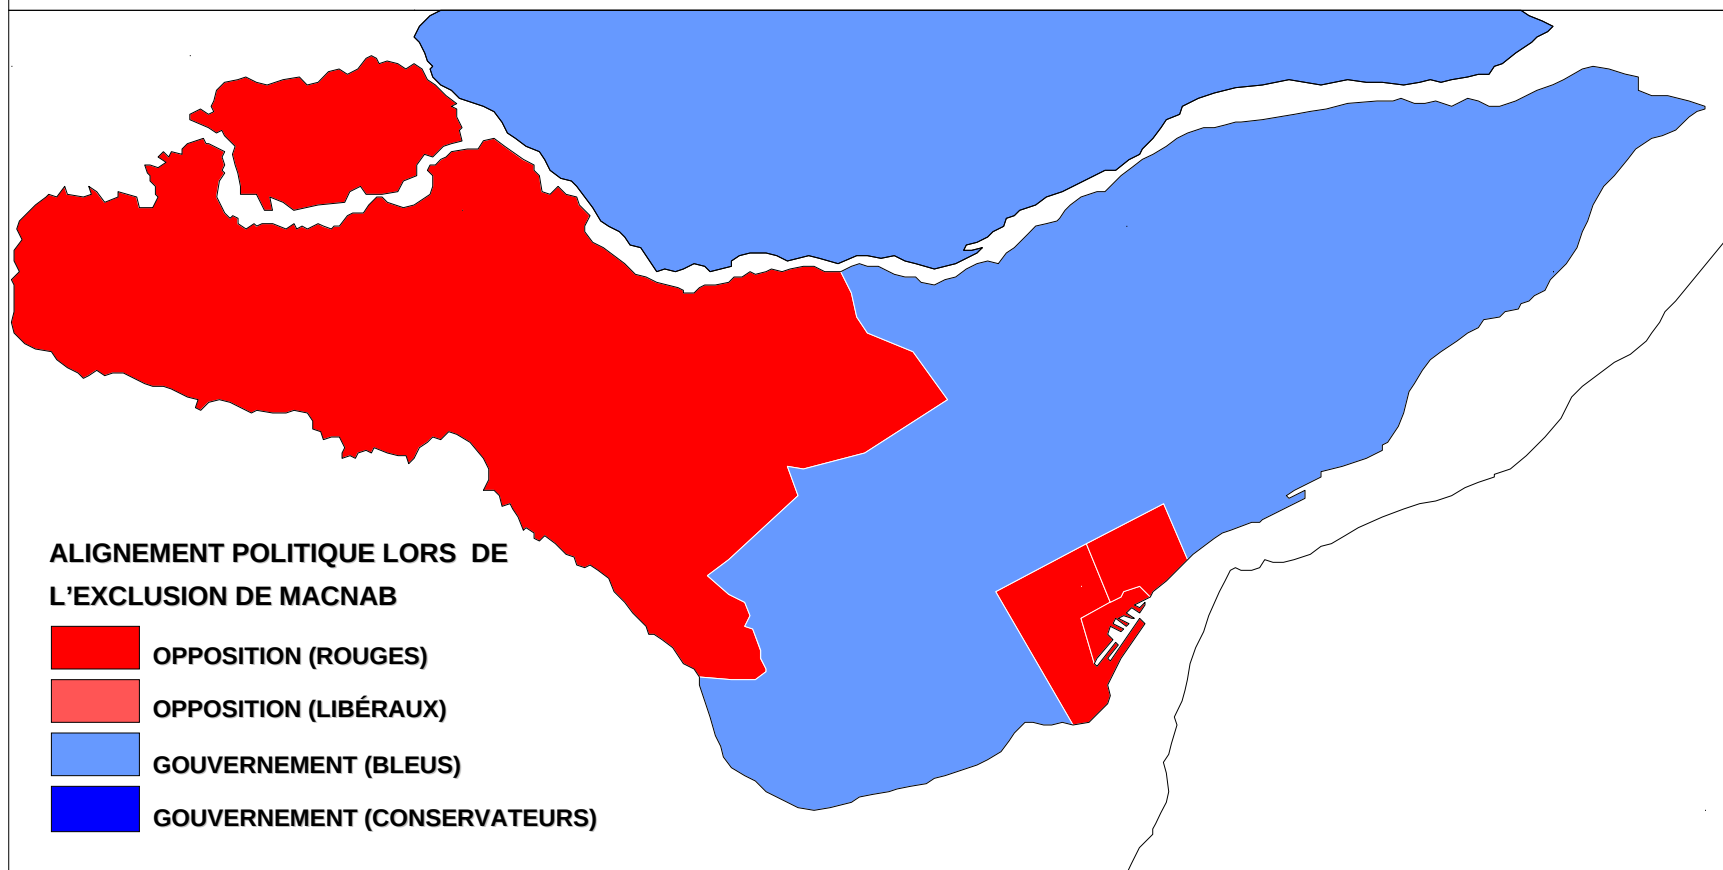 ALIGNEMENT POLITIQUE LORS DE
L’EXCLUSION DE MACNAB
OPPOSITION (ROUGES)
OPPOSITION (LIBÉRAUX)
GOUVERNEMENT (BLEUS)
GOUVERNEMENT (CONSERVATEURS)